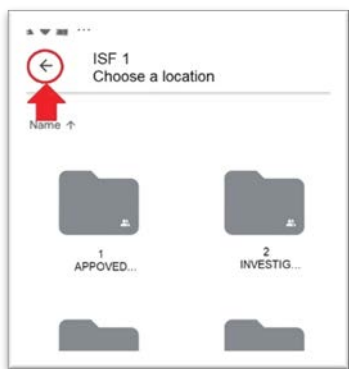 ISF 1
Choose a location
Name ↑
1
APPOVED...
2
INVESTIG...